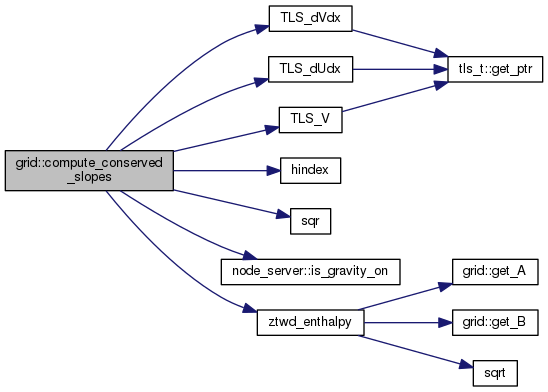 TLS_dVdx
TLS_dUdx
tls_t::get_ptr
TLS_V
grid::compute_conserved
_slopes
hindex
sqr
node_server::is_gravity_on
grid::get_A
ztwd_enthalpy
grid::get_B
sqrt